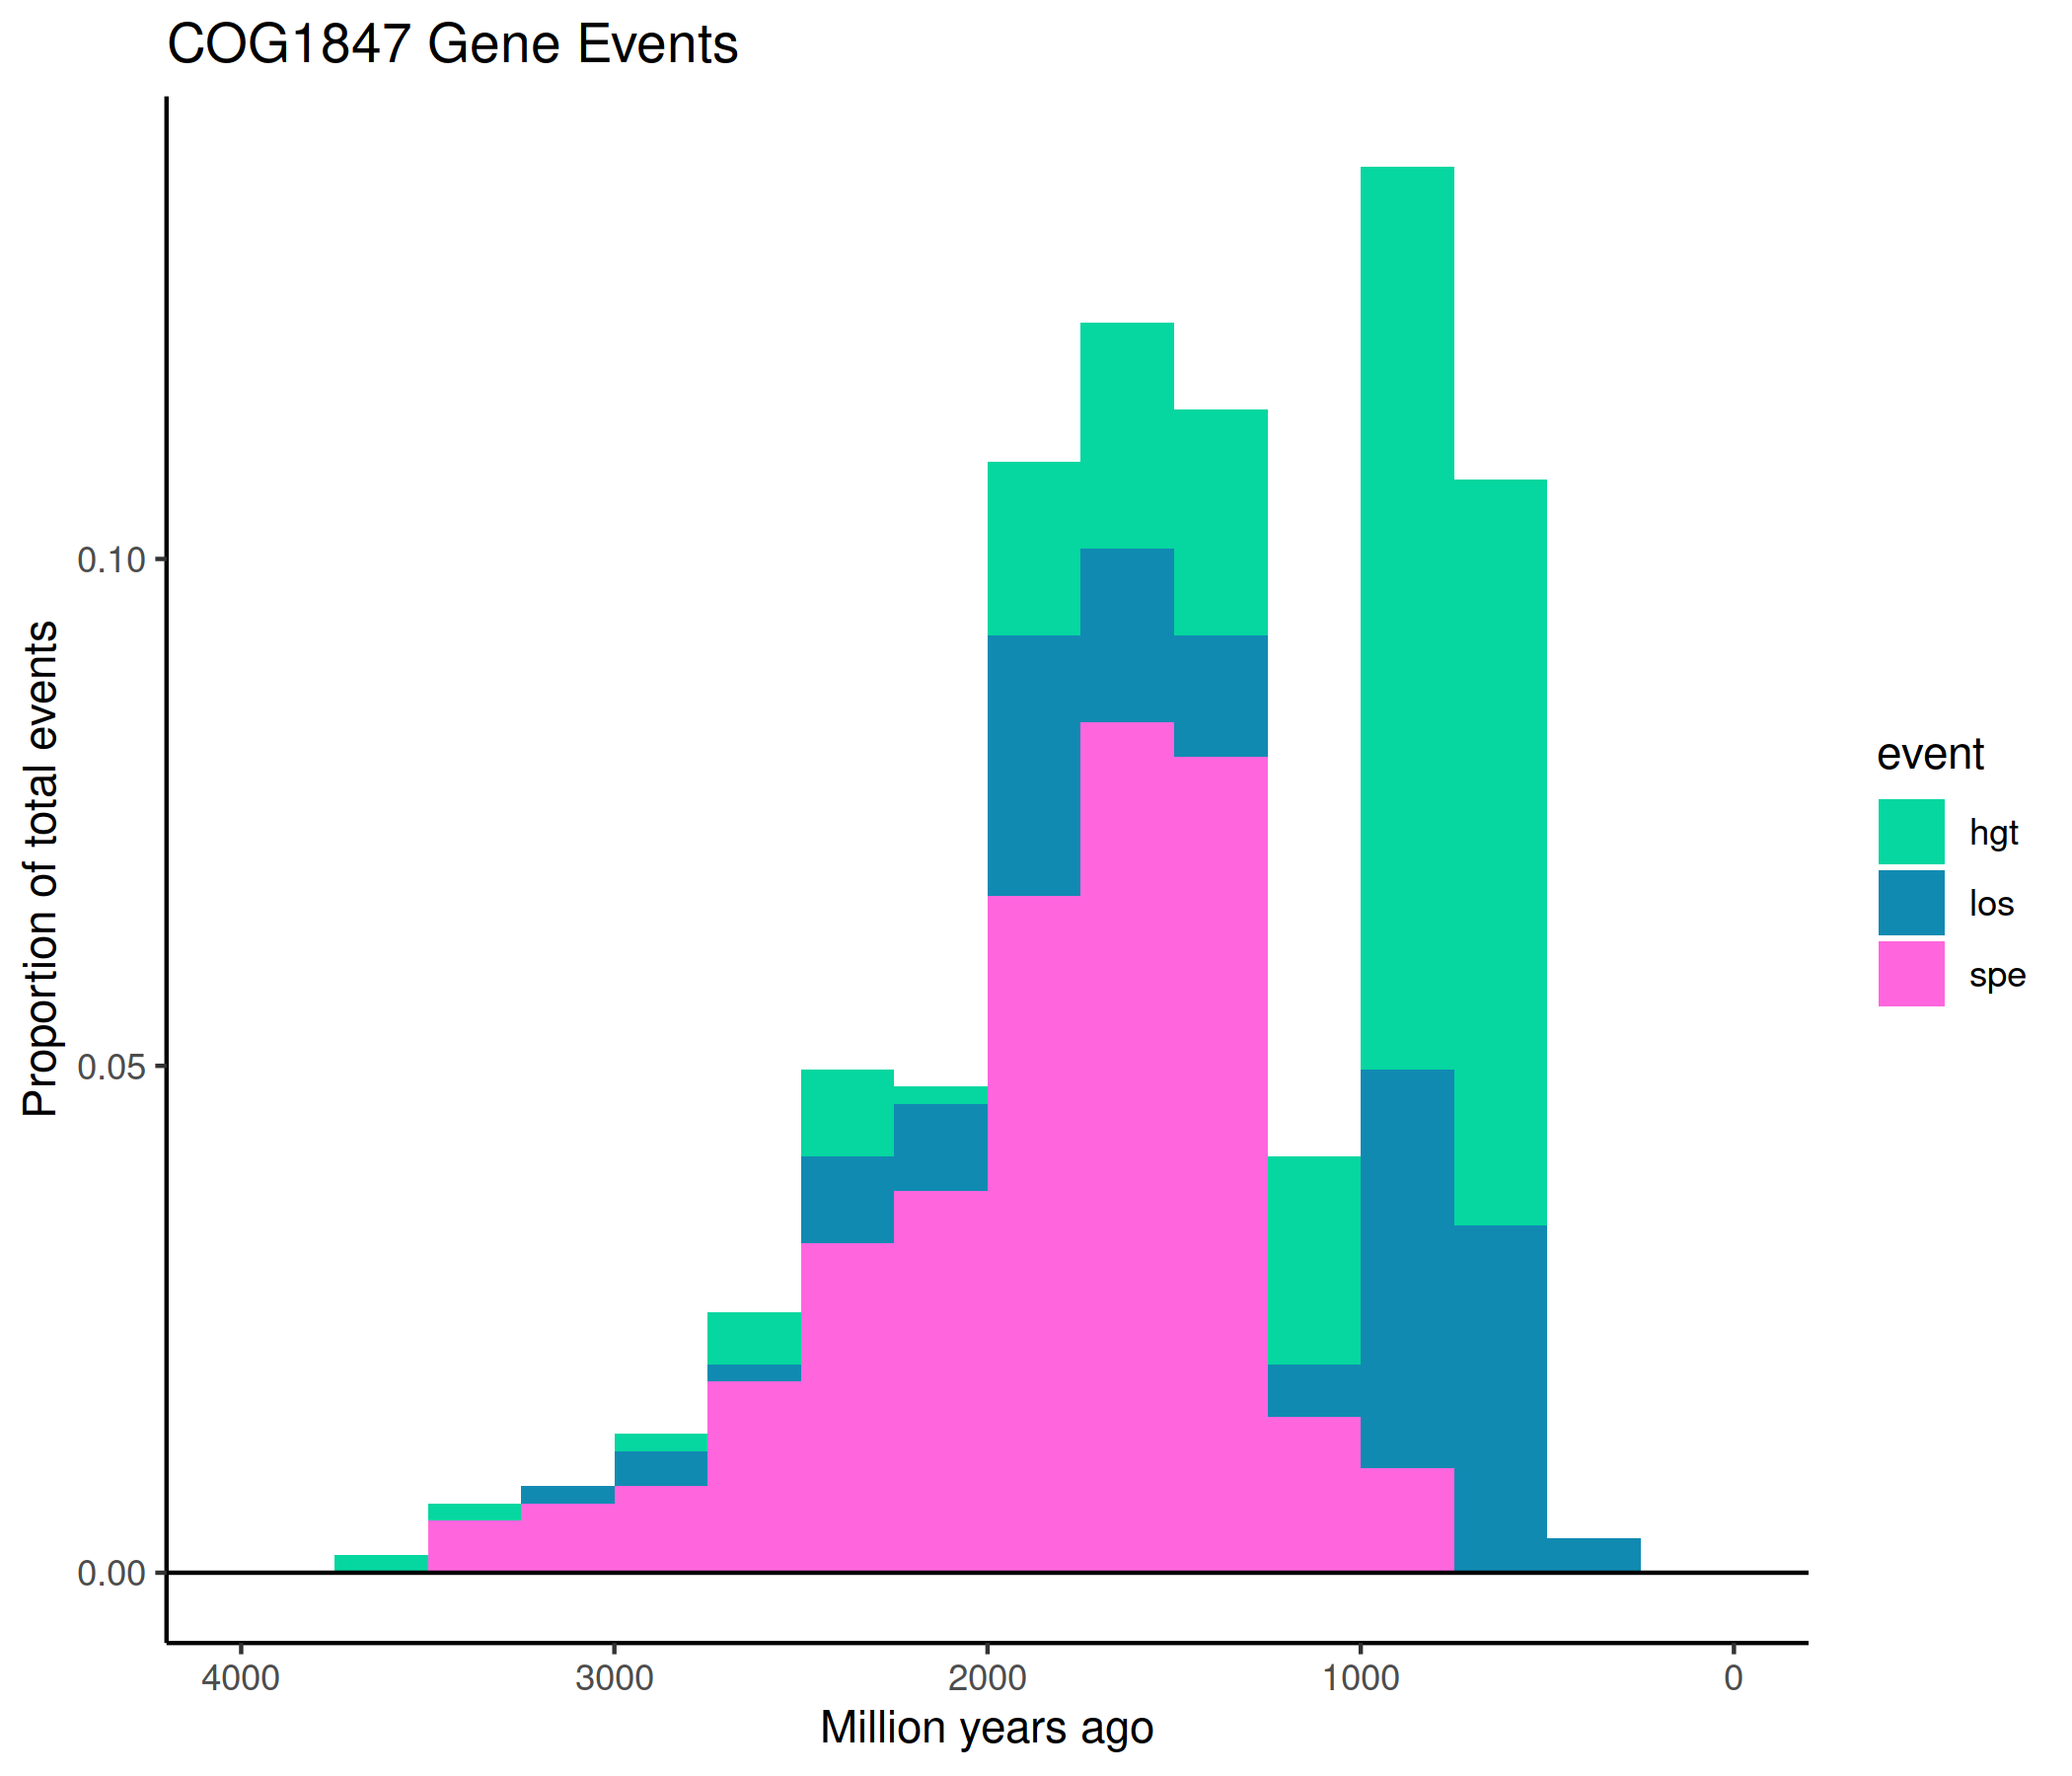 COG1847 Gene Events
Proportion of total events
0.10
0.05
0.00
4000 3000 2000 1000 0
Million years ago
event
hgt
los
spe